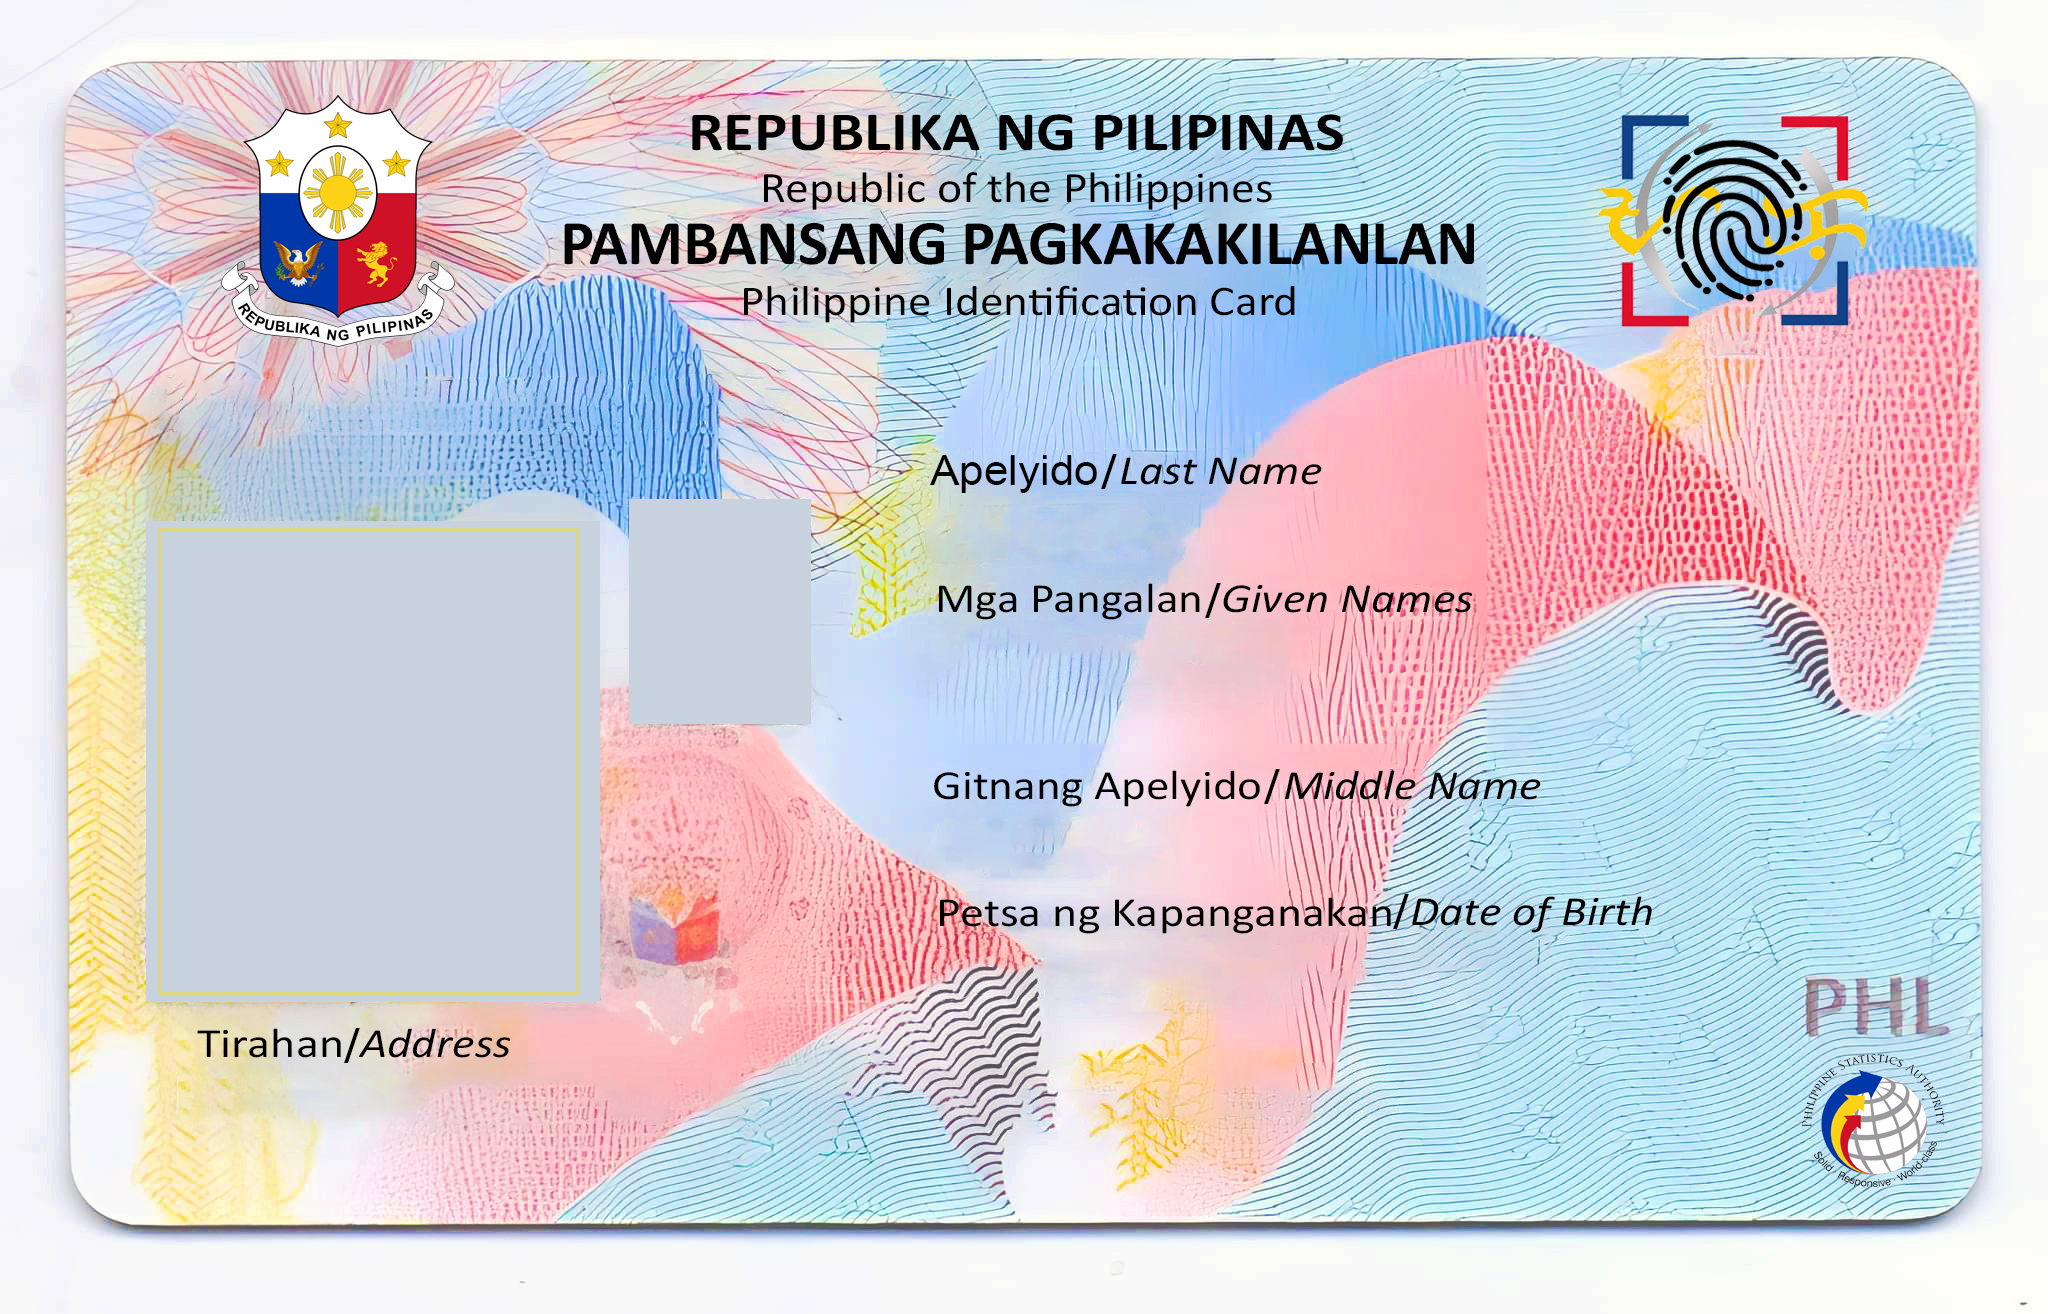 REPUBLIKA NG PILIPINAS
Republic of the Philippines
PAMBANSANG PAGKAKAKILANLAN
Philippine Identification Card
REPUBLIKA NG PILIPINAS
Apelyido/Last Name
Mga Pangalan/Given Names
Gitnang Apelyido/Middle Name
Petsa ng Kapanganakan/Date of Birth
Tirahan/Address
PHL
PHILIPPINE STATISTICS AUTHORITY
Solid · Responsive · World-class